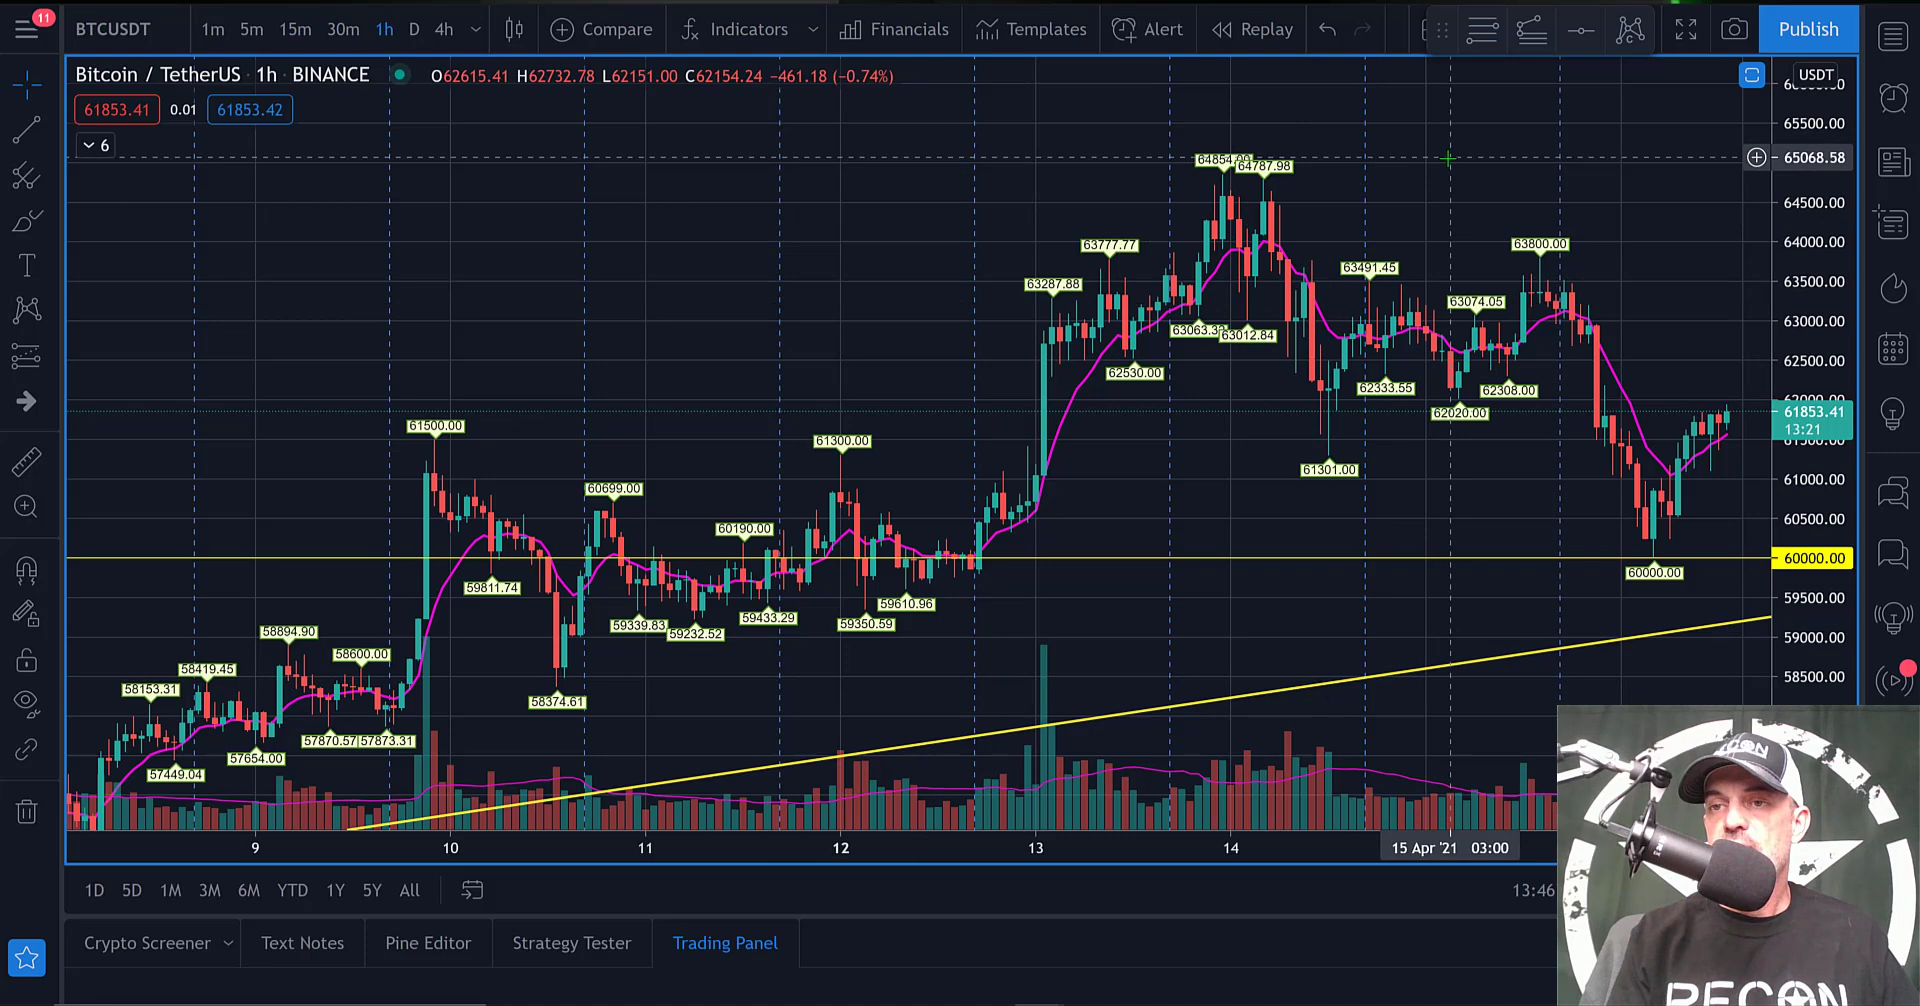 11
BTCUSDT
1m 5m 15m 30m 1h D 4h
Compare
Indicators
Financials
Templates
Alert
Replay
Publish
Bitcoin / TetherUS · 1h · BINANCE
O62615.41 H62732.78 L62151.00 C62154.24 −461.18 (−0.74%)
USDT
61853.41 0.01 61853.42
6
65500.00
65068.58
64500.00
64000.00
63500.00
63000.00
62500.00
61853.41
13:21
61000.00
60500.00
60000.00
59500.00
59000.00
58500.00
64787.98
63777.77
63800.00
63287.88
63491.45
63074.05
63012.84
62530.00
62333.55
62308.00
62020.00
61500.00
61300.00
61301.00
60699.00
60190.00
60000.00
59811.74
59339.83
59232.52
59433.29
59350.59
59610.96
58894.90
58600.00
58419.45
58153.31
58374.61
57870.57
57873.31
57654.00
57449.04
9 10 11 12 13 14 15 Apr '21 03:00
1D 5D 1M 3M 6M YTD 1Y 5Y All
13:46
Crypto Screener
Text Notes
Pine Editor
Strategy Tester
Trading Panel
RECON
RECON